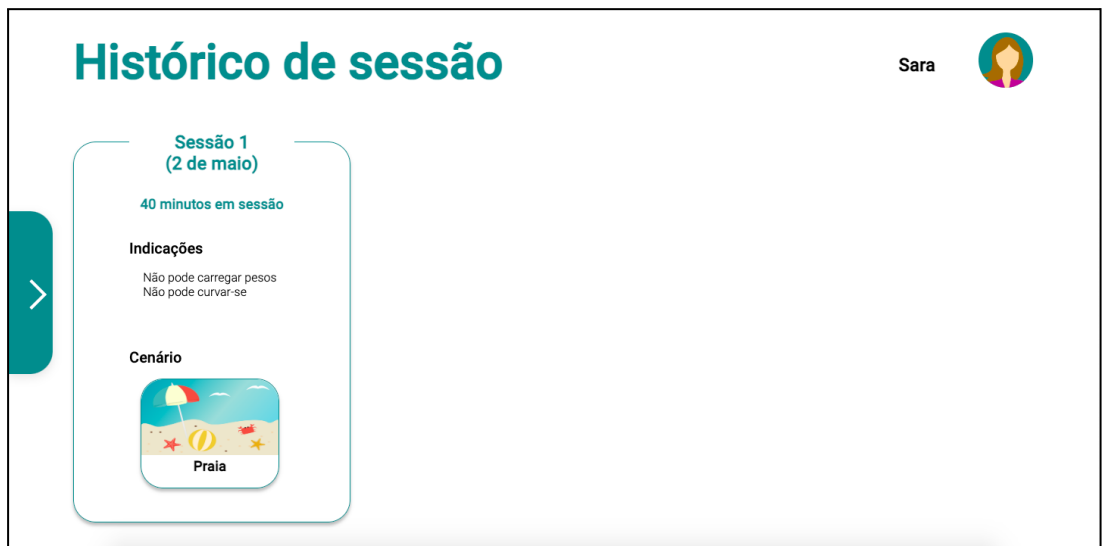 Histórico de sessão
Sara
Sessão 1
(2 de maio)
40 minutos em sessão
Indicações
Não pode carregar pesos
Não pode curvar-se
Cenário
Praia